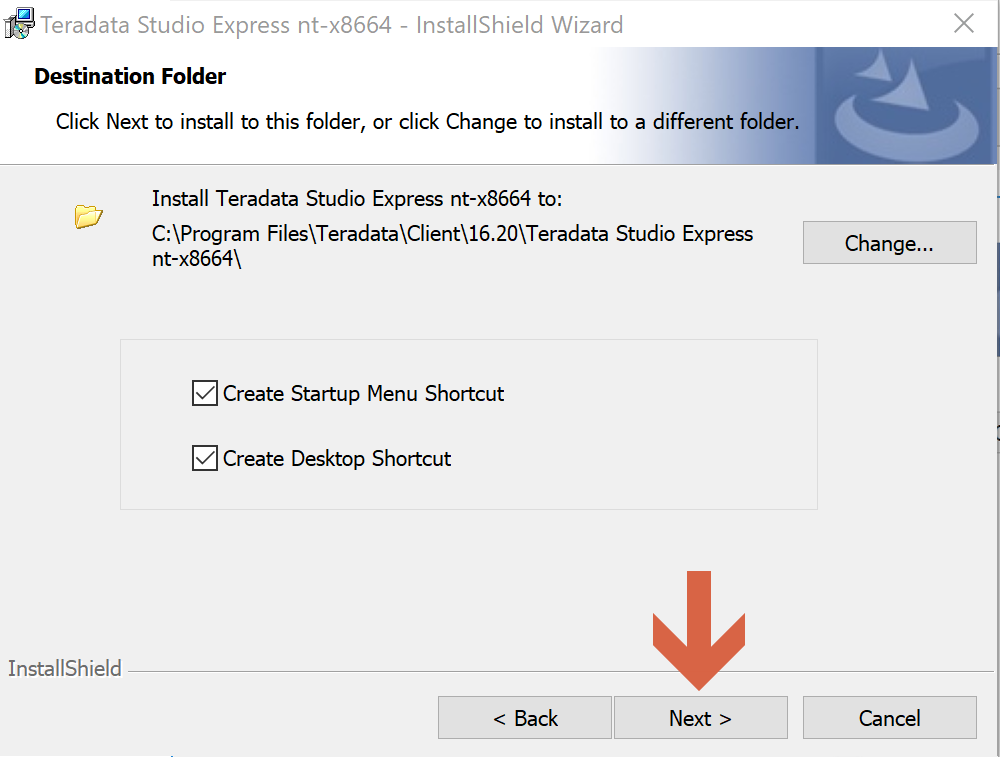 Teradata Studio Express nt-x8664 - InstallShield Wizard
Destination Folder
Click Next to install to this folder, or click Change to install to a different folder.
Install Teradata Studio Express nt-x8664 to:
C:\Program Files\Teradata\Client\16.20\Teradata Studio Express
nt-x8664\
Change...
Create Startup Menu Shortcut
Create Desktop Shortcut
InstallShield
< Back
Next >
Cancel